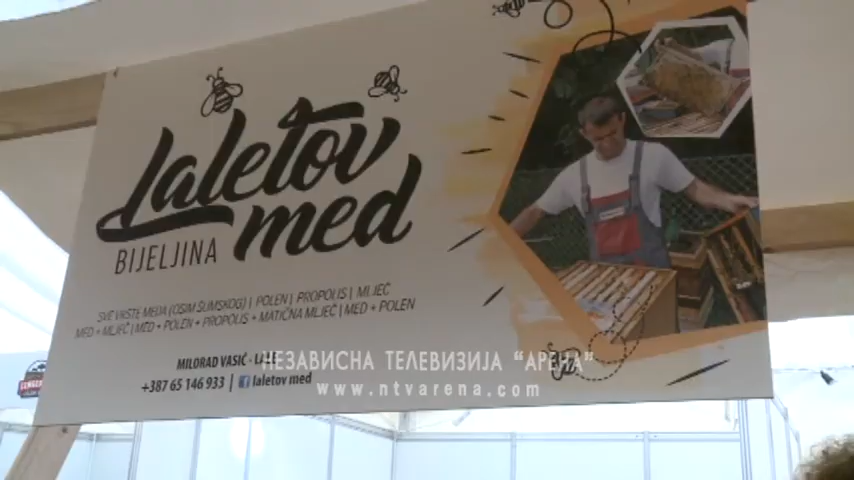 Laletov
med
BIJELJINA
SVE VRSTE MEDA (OSIM ŠUMSKOG) | POLEN | PROPOLIS | MLIJEČ
MED + MLIJEČ | MED + POLEN + PROPOLIS + MATIČNA MLIJEČ | MED + POLEN
MILORAD VASIĆ - LALE
+387 65 146 933 | laletov med
НЕЗАВИСНА ТЕЛЕВИЗИЈА "АРЕНА"
www.ntvarena.com